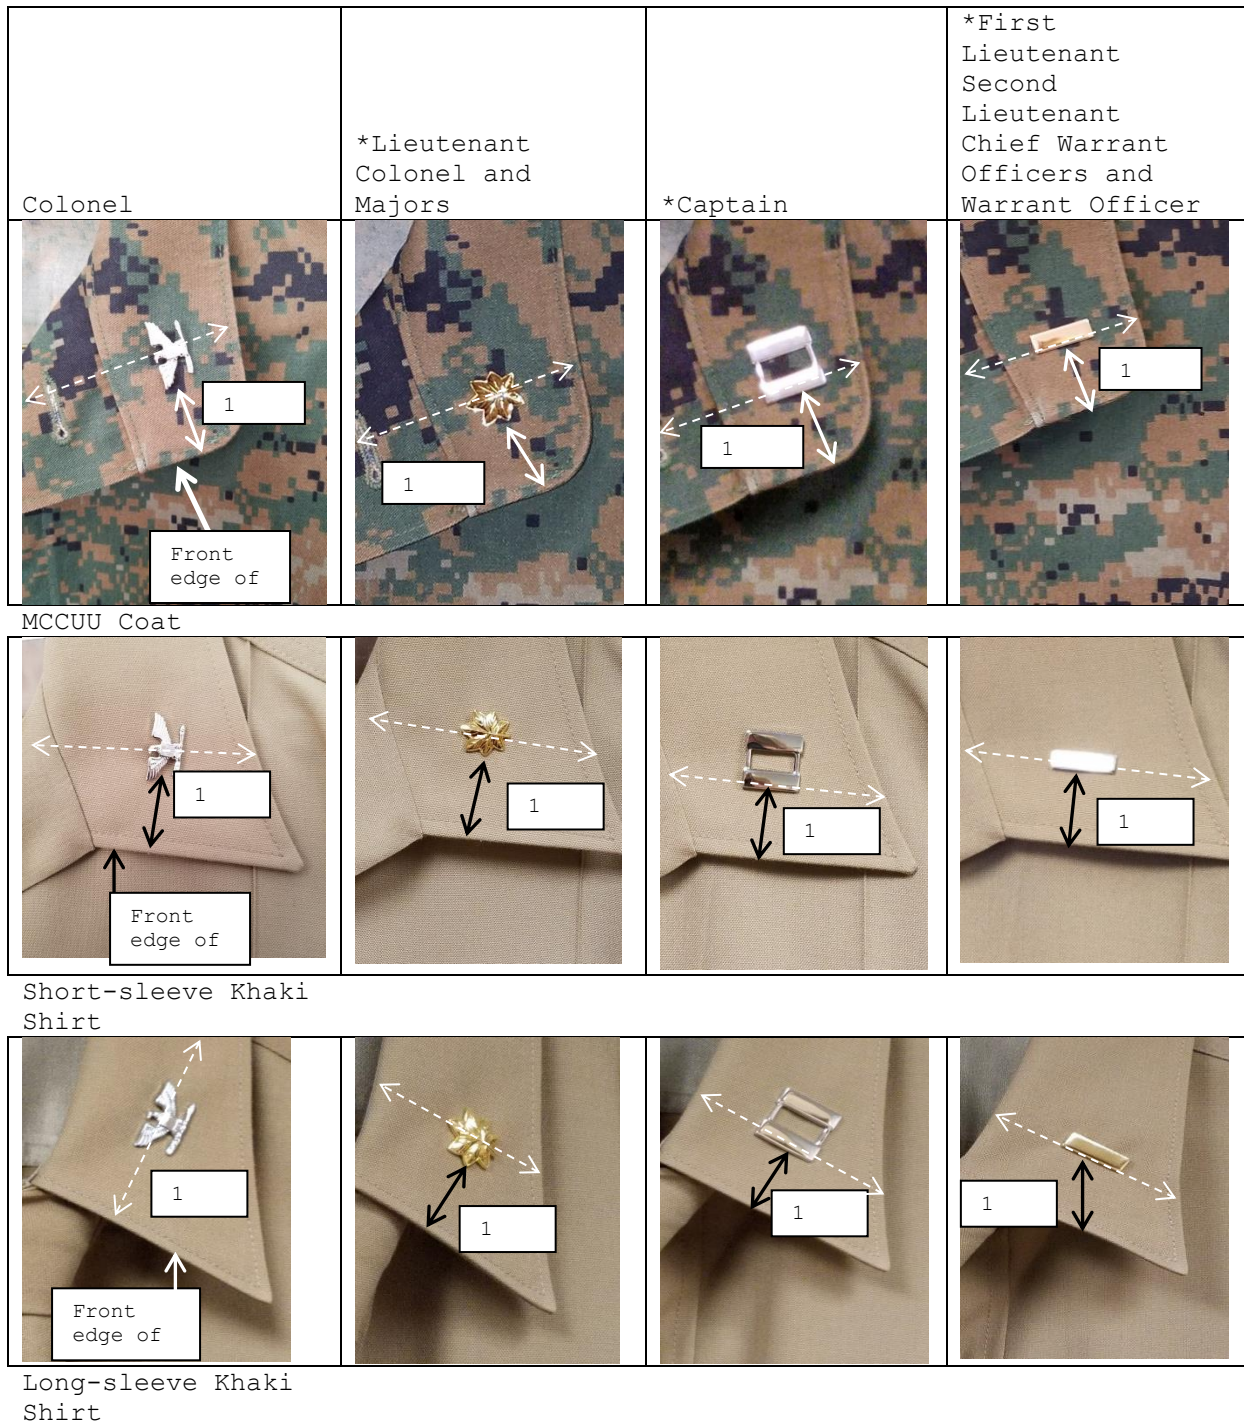 Colonel
*Lieutenant
Colonel and
Majors
*Captain
*First
Lieutenant
Second
Lieutenant
Chief Warrant
Officers and
Warrant Officer
1
Front
edge of
1
1
1
MCCUU Coat
1
Front
edge of
1
1
1
Short-sleeve Khaki
Shirt
1
Front
edge of
1
1
1
Long-sleeve Khaki
Shirt